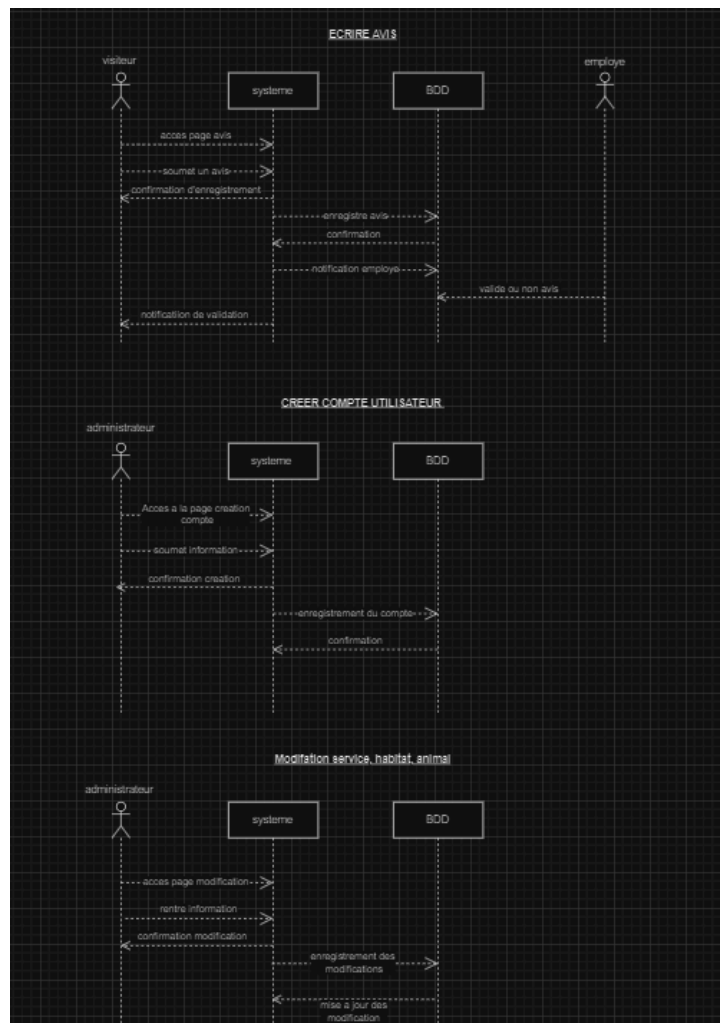 ECRIRE AVIS
visiteur
systeme
BDD
employe
acces page avis
soumet un avis
confirmation d'enregistrement
enregistre avis
confirmation
notification employe
valide ou non avis
notification de validation
CREER COMPTE UTILISATEUR
administrateur
systeme
BDD
Acces a la page creation
compte
soumet information
confirmation creation
enregistrement du compte
confirmation
Modifation service, habitat, animal
administrateur
systeme
BDD
acces page modification
rentre information
confirmation modification
enregistrement des
modifications
mise a jour des
modification